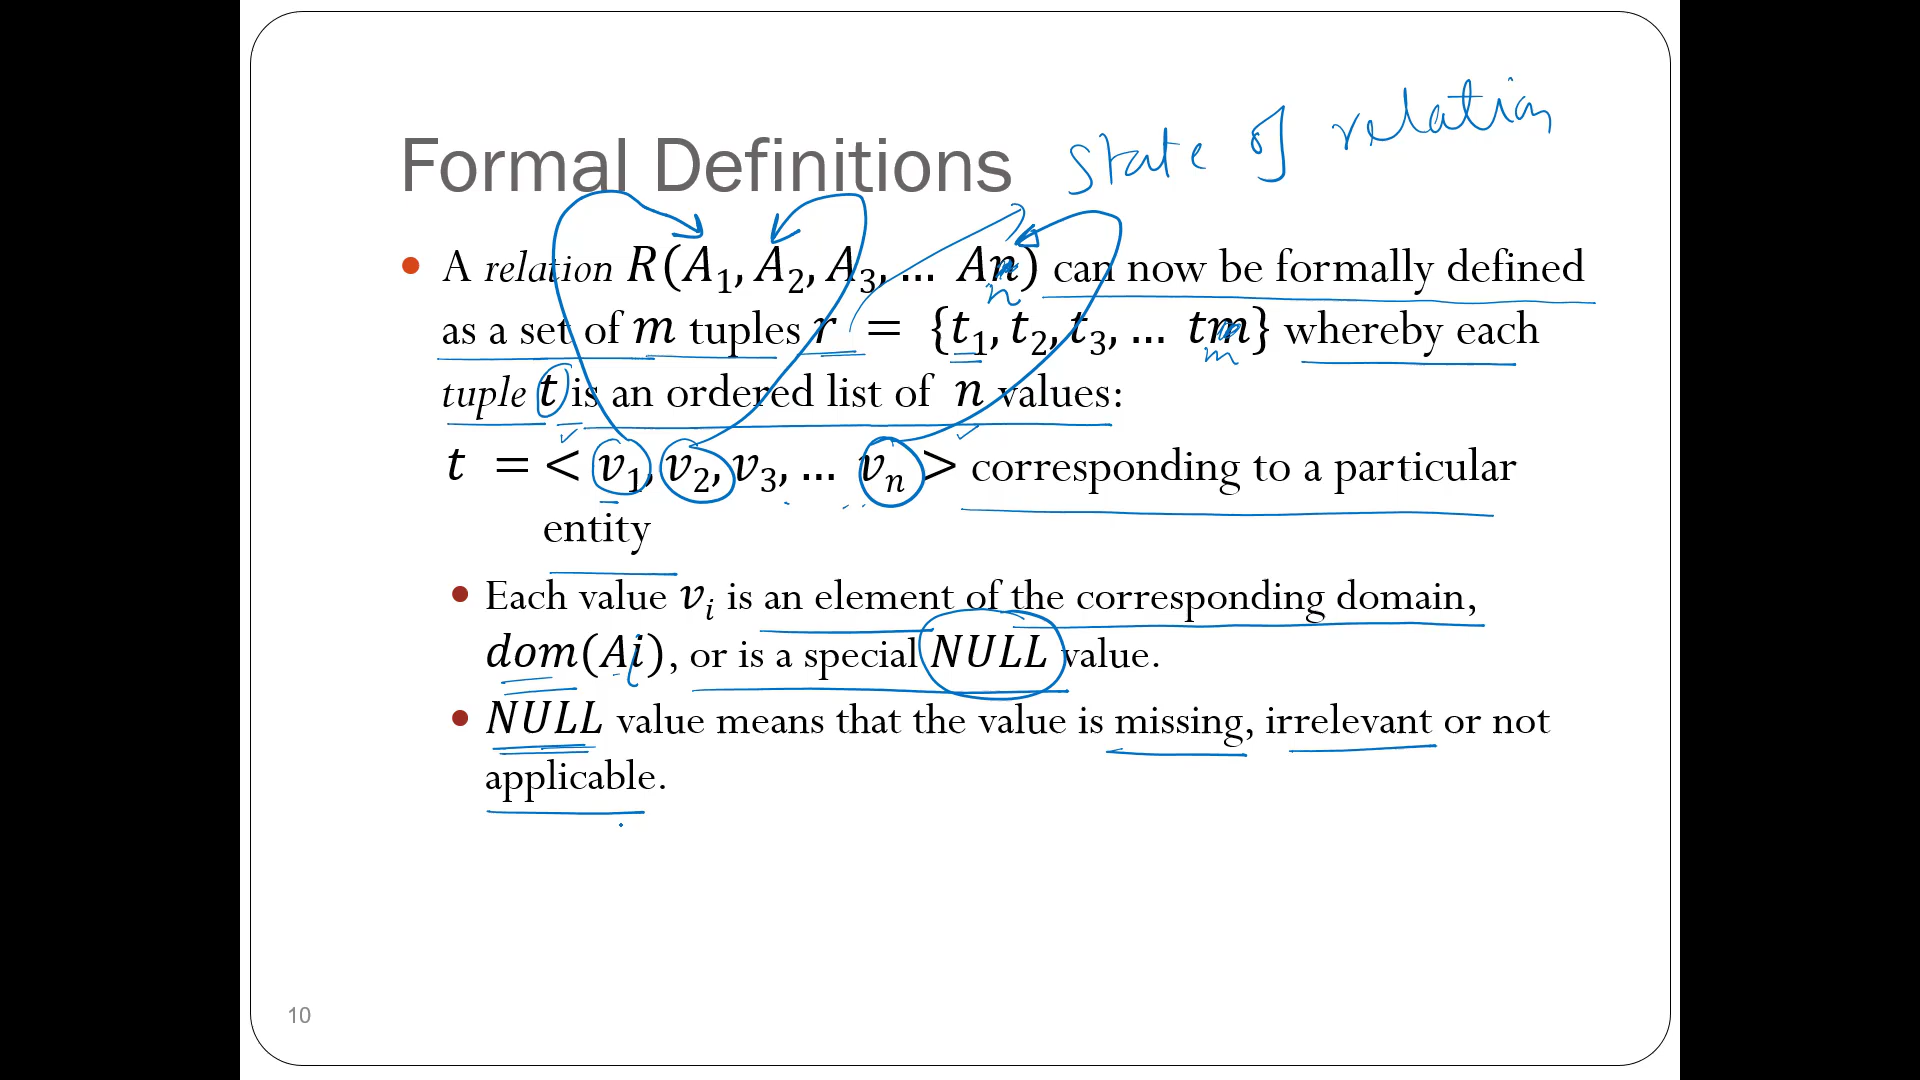 state of relation
Formal Definitions
• A relation R(A₁, A₂, A₃, … An) can now be formally defined
n
as a set of m tuples r = {t₁, t₂, t₃, … tm} whereby each
m
tuple t is an ordered list of n values:
t = < v₁, v₂, v₃, … vₙ > corresponding to a particular
entity
• Each value vᵢ is an element of the corresponding domain,
dom(Ai), or is a special NULL value.
i
• NULL value means that the value is missing, irrelevant or not
applicable.
10